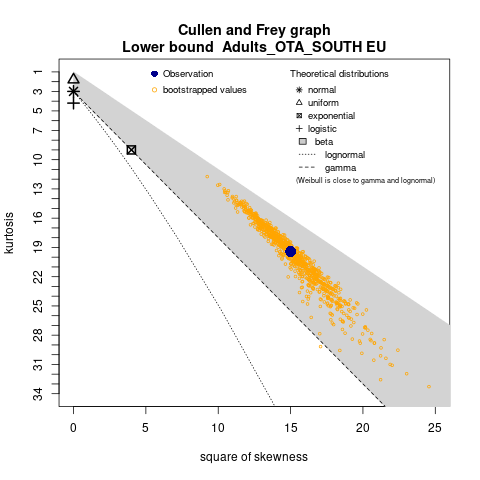 Cullen and Frey graph
Lower bound  Adults_OTA_SOUTH EU
Observation
bootstrapped values
Theoretical distributions
normal
uniform
exponential
logistic
beta
lognormal
gamma
(Weibull is close to gamma and lognormal)
kurtosis
1
3
5
7
10
13
16
19
22
25
28
31
34
0 5 10 15 20 25
square of skewness